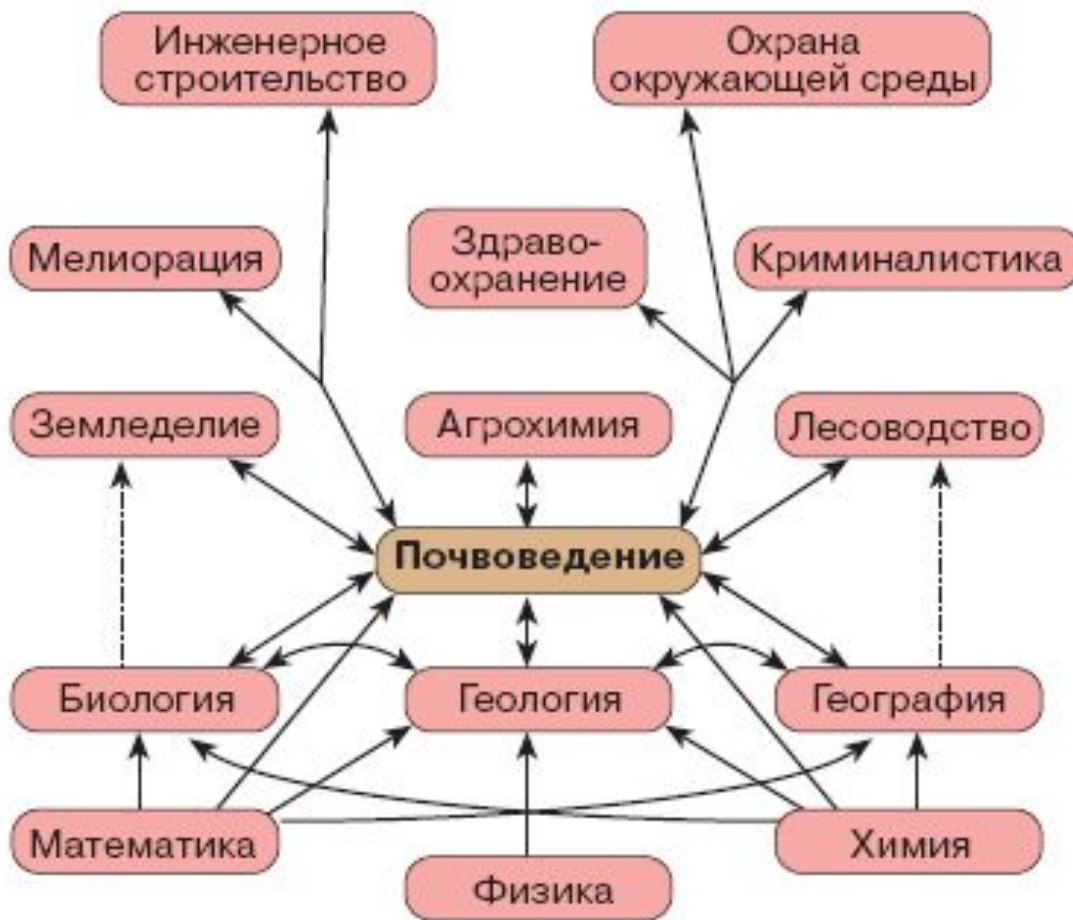 Инженерное
строительство
Охрана
окружающей среды
Мелиорация
Здраво-
охранение
Криминалистика
Земледелие
Агрохимия
Лесоводство
Почвоведение
Биология
Геология
География
Математика
Физика
Химия